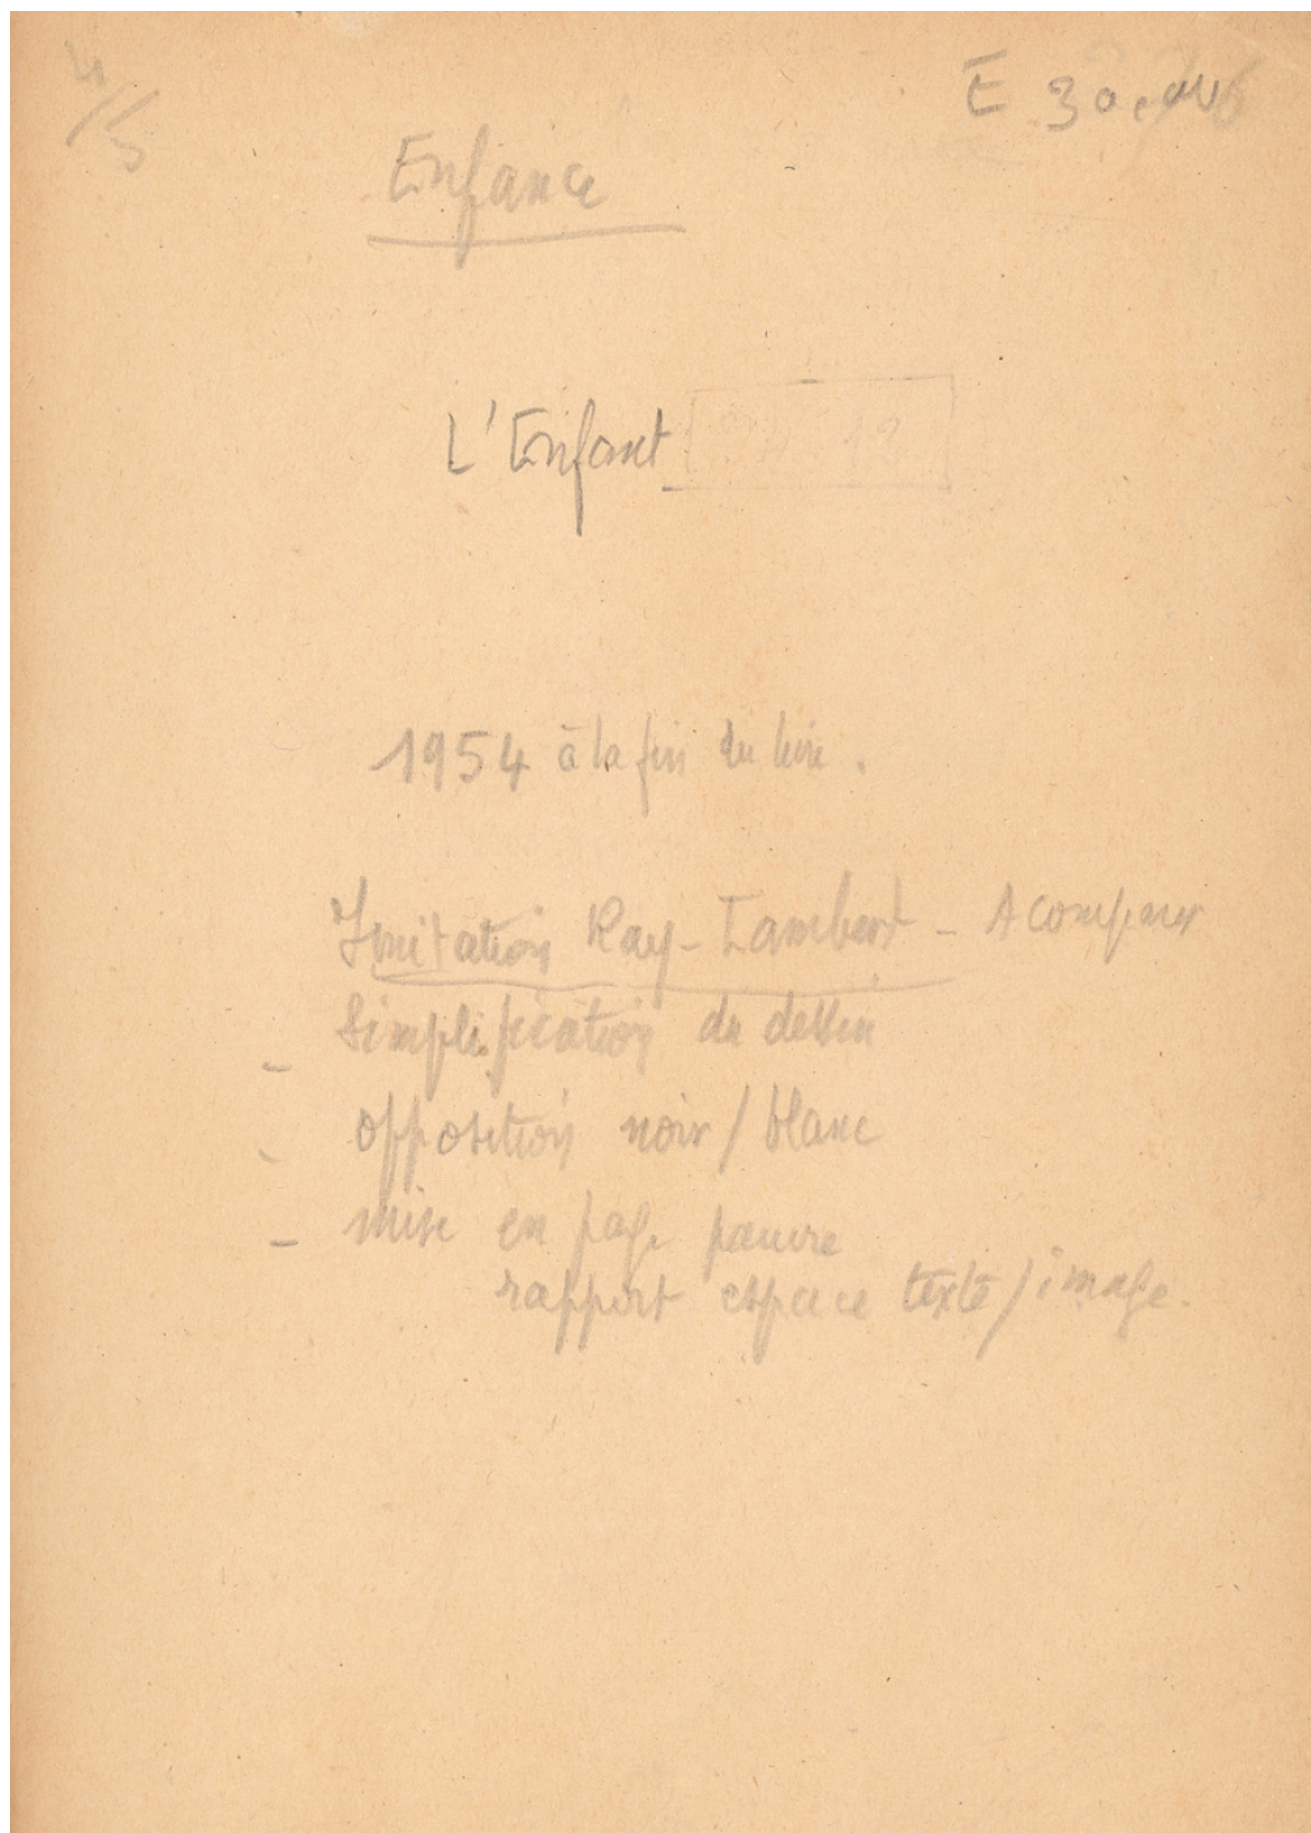 4/5
E 30
Enfance
L'Enfant
1954 à la fin du livre.
Imitation Ray-Lambert - A comparer
- Simplification du dessin
- opposition noir / blanc
- mise en page pauvre
rapport espace texte / image.